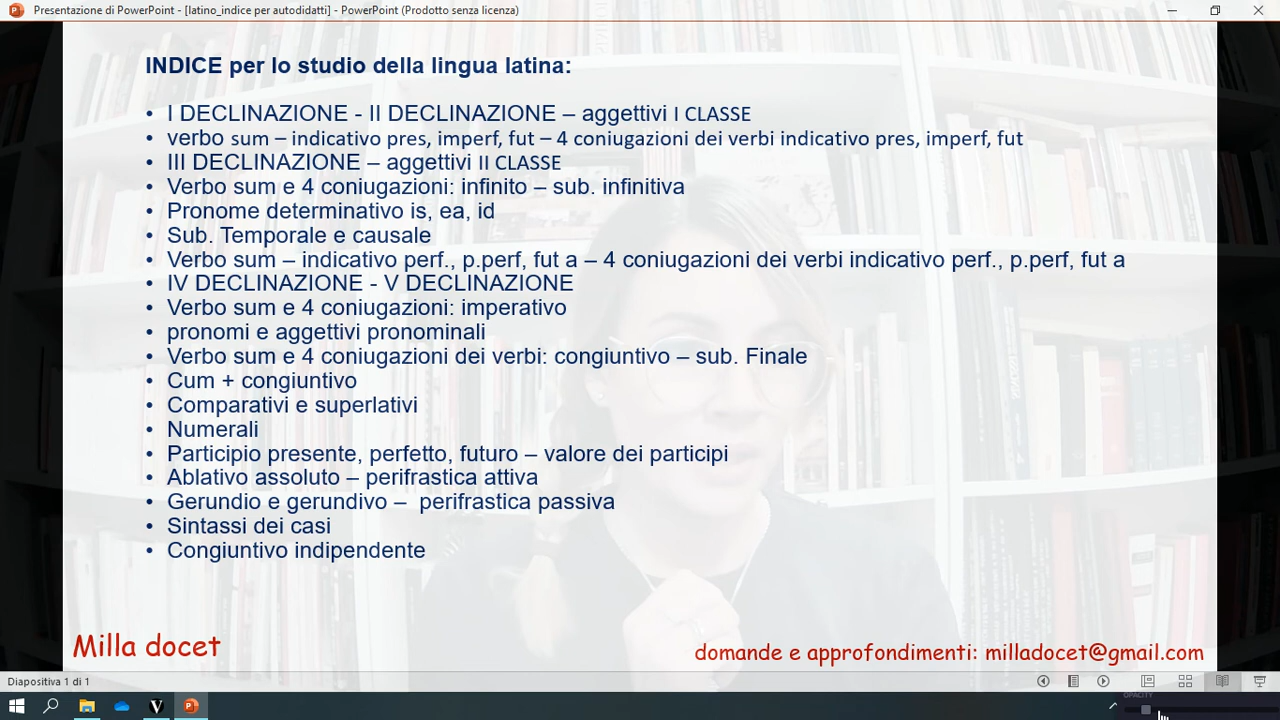 Presentazione di PowerPoint - [latino_indice per autodidatti] - PowerPoint (Prodotto senza licenza)
INDICE per lo studio della lingua latina:
• I DECLINAZIONE - II DECLINAZIONE – aggettivi I CLASSE
• verbo sum – indicativo pres, imperf, fut – 4 coniugazioni dei verbi indicativo pres, imperf, fut
• III DECLINAZIONE – aggettivi II CLASSE
• Verbo sum e 4 coniugazioni: infinito – sub. infinitiva
• Pronome determinativo is, ea, id
• Sub. Temporale e causale
• Verbo sum – indicativo perf., p.perf, fut a – 4 coniugazioni dei verbi indicativo perf., p.perf, fut a
• IV DECLINAZIONE - V DECLINAZIONE
• Verbo sum e 4 coniugazioni: imperativo
• pronomi e aggettivi pronominali
• Verbo sum e 4 coniugazioni dei verbi: congiuntivo – sub. Finale
• Cum + congiuntivo
• Comparativi e superlativi
• Numerali
• Participio presente, perfetto, futuro – valore dei participi
• Ablativo assoluto – perifrastica attiva
• Gerundio e gerundivo – perifrastica passiva
• Sintassi dei casi
• Congiuntivo indipendente
Milla docet
domande e approfondimenti: milladocet@gmail.com
Diapositiva 1 di 1
OPACITY